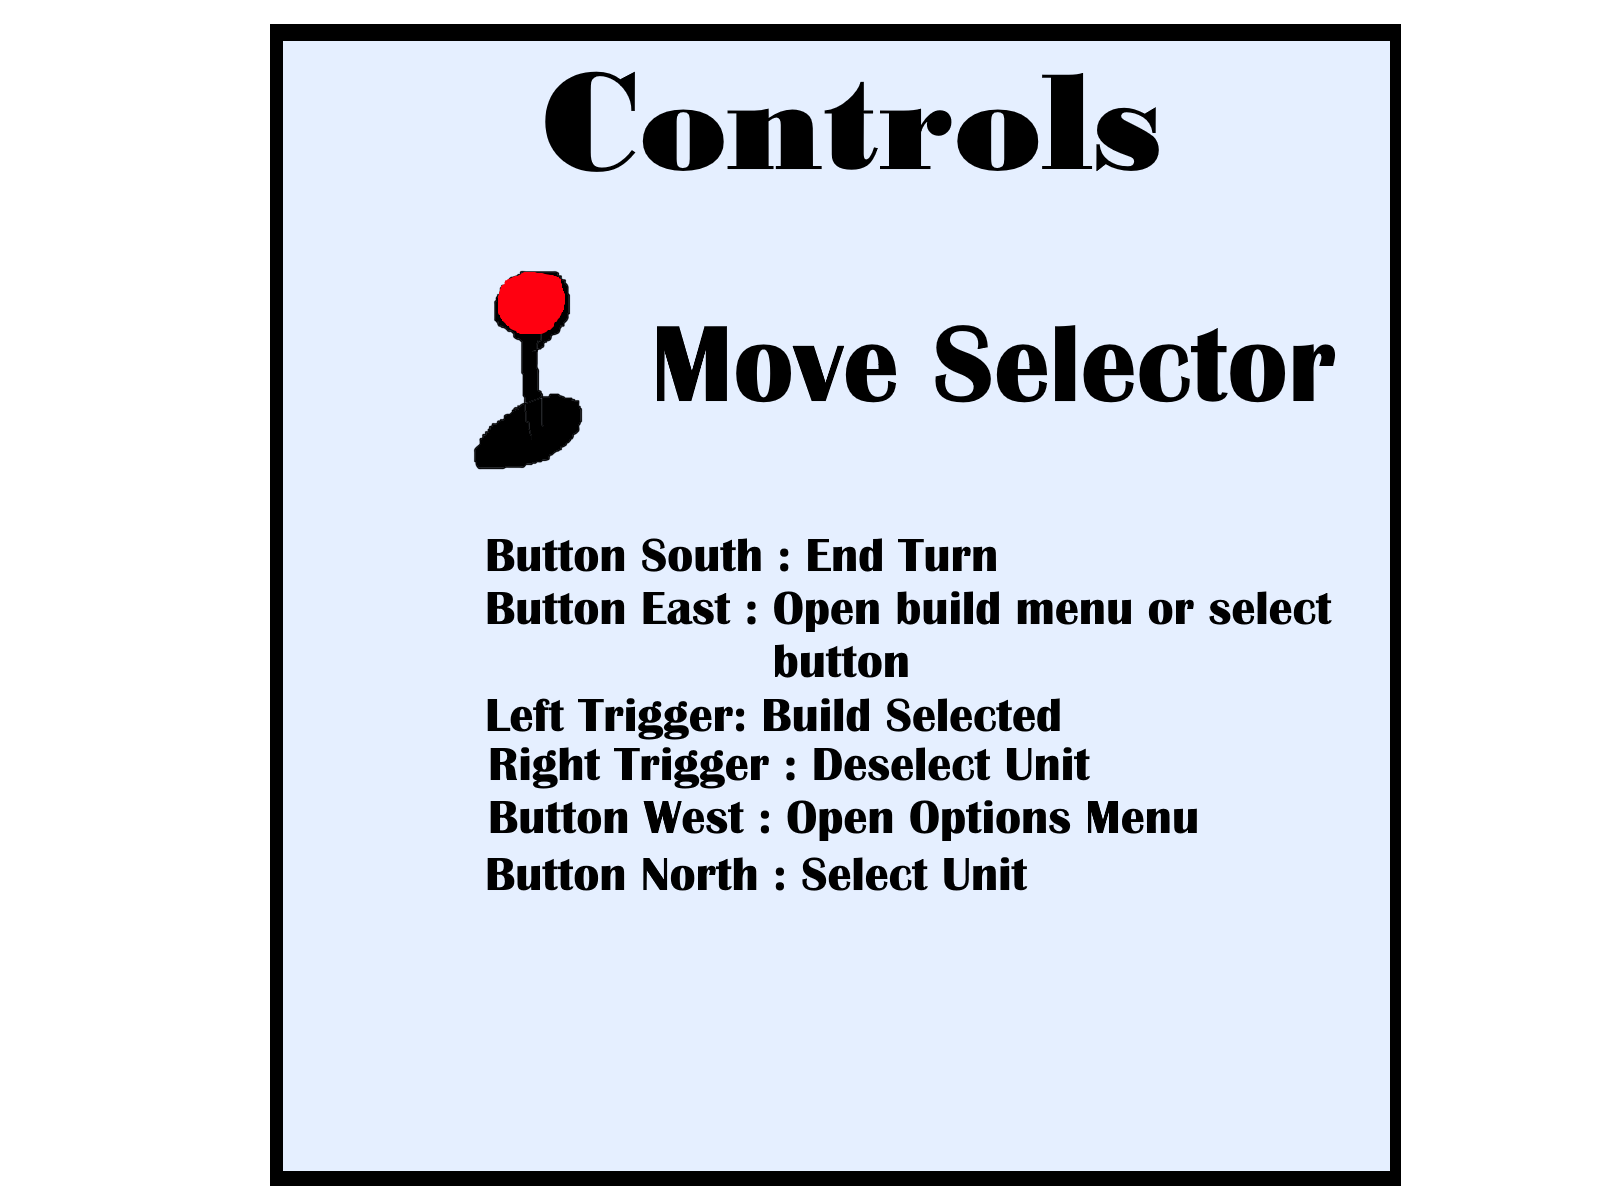 Controls
Move Selector
Button South : End Turn
Button East : Open build menu or select
button
Left Trigger: Build Selected
Right Trigger : Deselect Unit
Button West : Open Options Menu
Button North : Select Unit